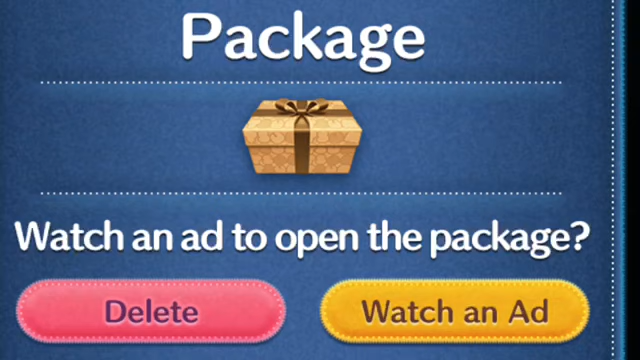 Package
Watch an ad to open the package?
Delete
Watch an Ad